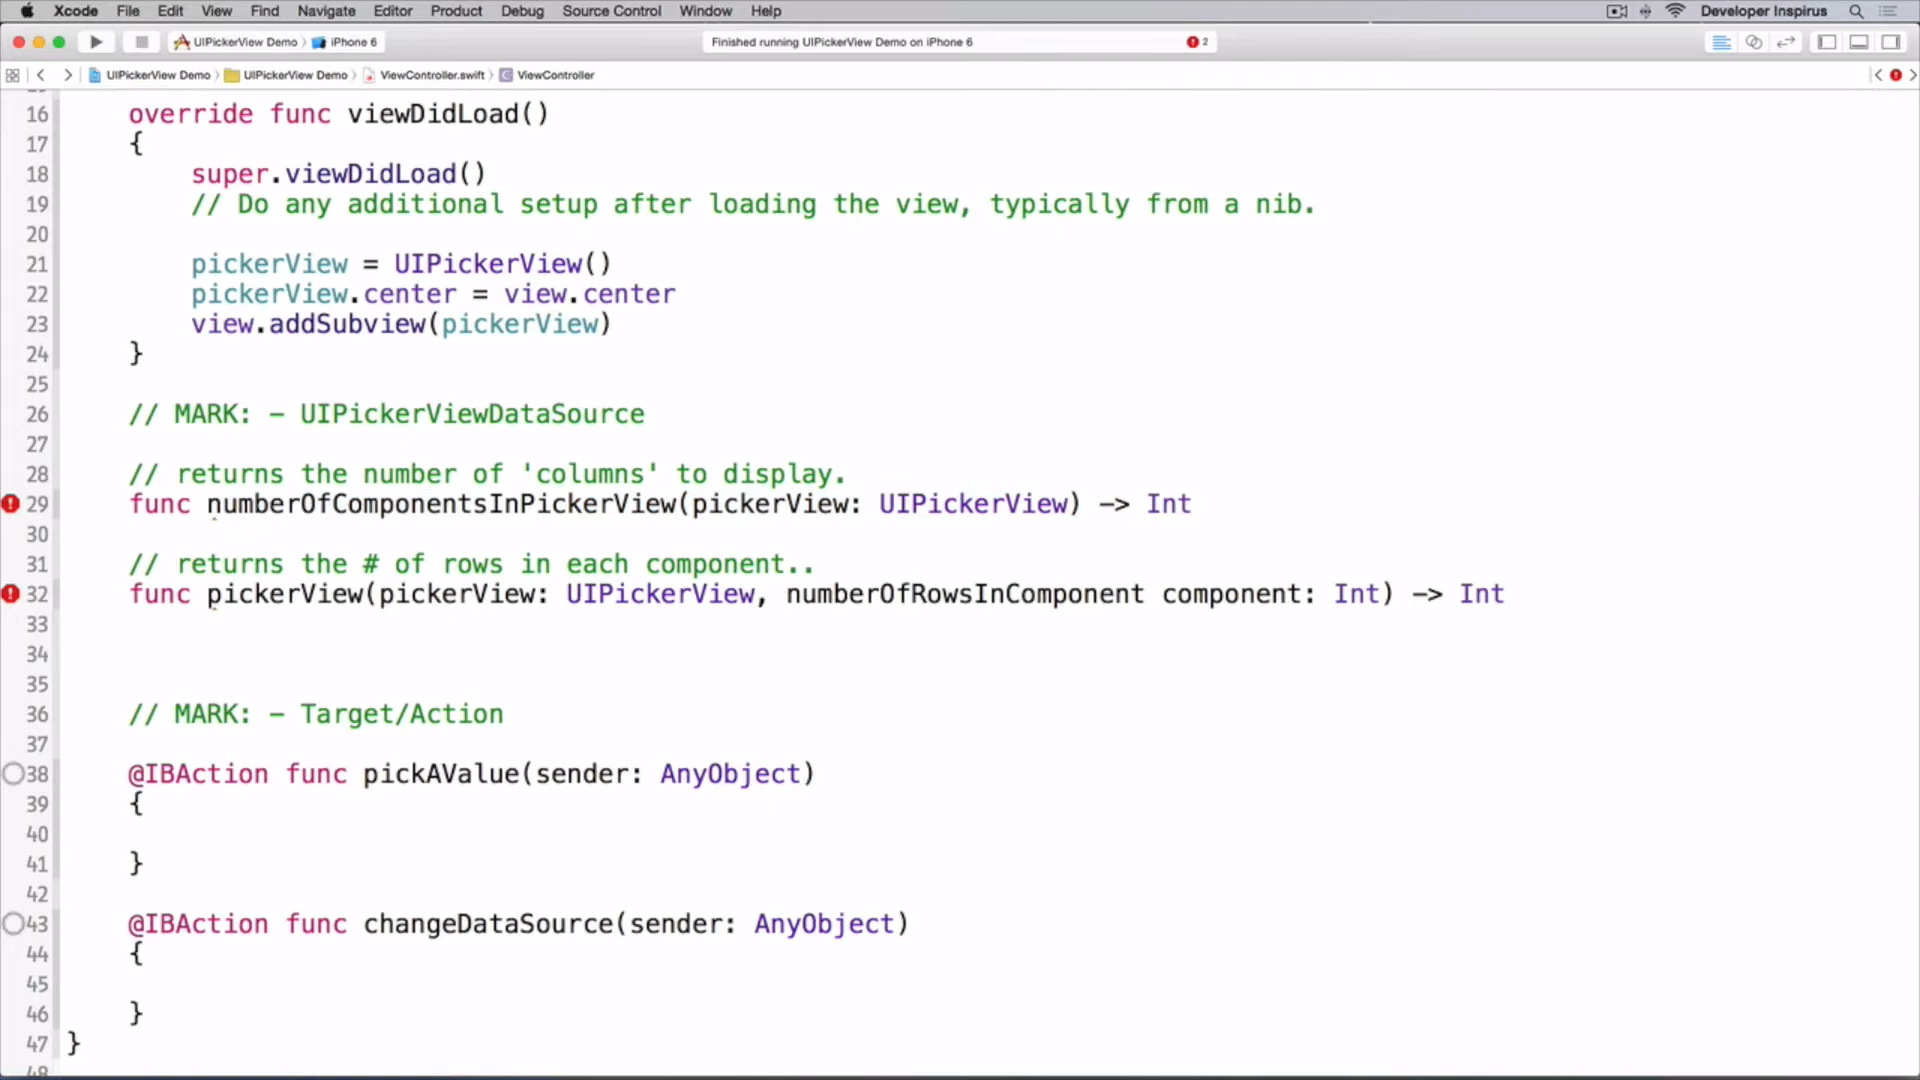 Xcode File Edit View Find Navigate Editor Product Debug Source Control Window Help Developer Inspirus
UIPickerView Demo iPhone 6 Finished running UIPickerView Demo on iPhone 6 2
UIPickerView Demo UIPickerView Demo ViewController.swift C ViewController
16 override func viewDidLoad()
17 {
18 super.viewDidLoad()
19 // Do any additional setup after loading the view, typically from a nib.
20
21 pickerView = UIPickerView()
22 pickerView.center = view.center
23 view.addSubview(pickerView)
24 }
25
26 // MARK: - UIPickerViewDataSource
27
28 // returns the number of 'columns' to display.
29 func numberOfComponentsInPickerView(pickerView: UIPickerView) -> Int
30
31 // returns the # of rows in each component..
32 func pickerView(pickerView: UIPickerView, numberOfRowsInComponent component: Int) -> Int
33
34
35
36 // MARK: - Target/Action
37
38 @IBAction func pickAValue(sender: AnyObject)
39 {
40
41 }
42
43 @IBAction func changeDataSource(sender: AnyObject)
44 {
45
46 }
47 }
48